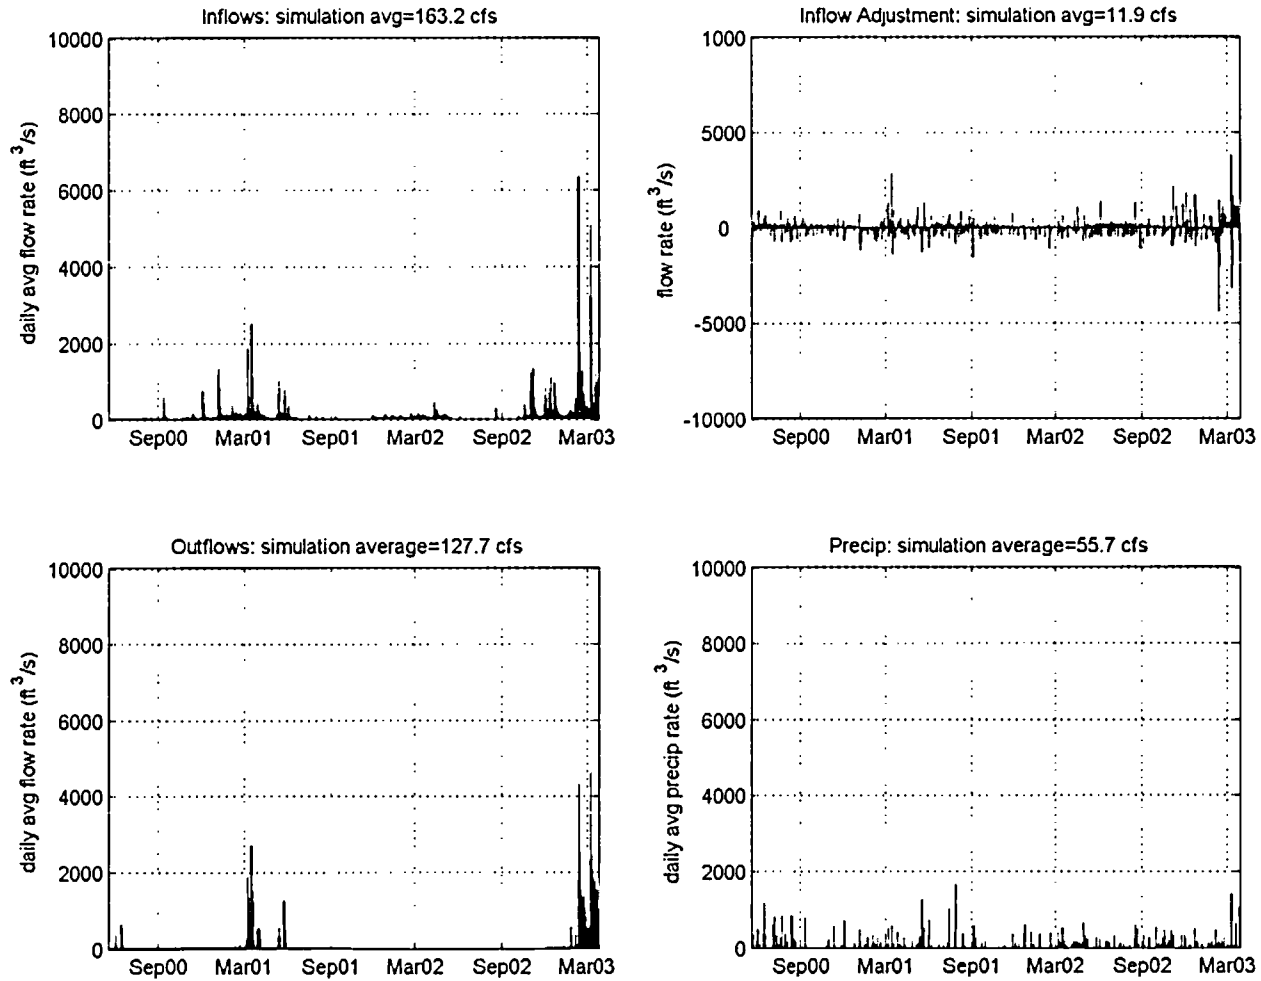 Inflows: simulation avg=163.2 cfs
10000
8000
6000
4000
2000
0
daily avg flow rate (ft 3/s)
Sep00 Mar01 Sep01 Mar02 Sep02 Mar03
Inflow Adjustment: simulation avg=11.9 cfs
1000
5000
0
-5000
-10000
flow rate (ft 3/s)
Sep00 Mar01 Sep01 Mar02 Sep02 Mar03
Outflows: simulation average=127.7 cfs
10000
8000
6000
4000
2000
0
daily avg flow rate (ft 3/s)
Sep00 Mar01 Sep01 Mar02 Sep02 Mar03
Precip: simulation average=55.7 cfs
10000
8000
6000
4000
2000
0
daily avg precip rate (ft 3/s)
Sep00 Mar01 Sep01 Mar02 Sep02 Mar03